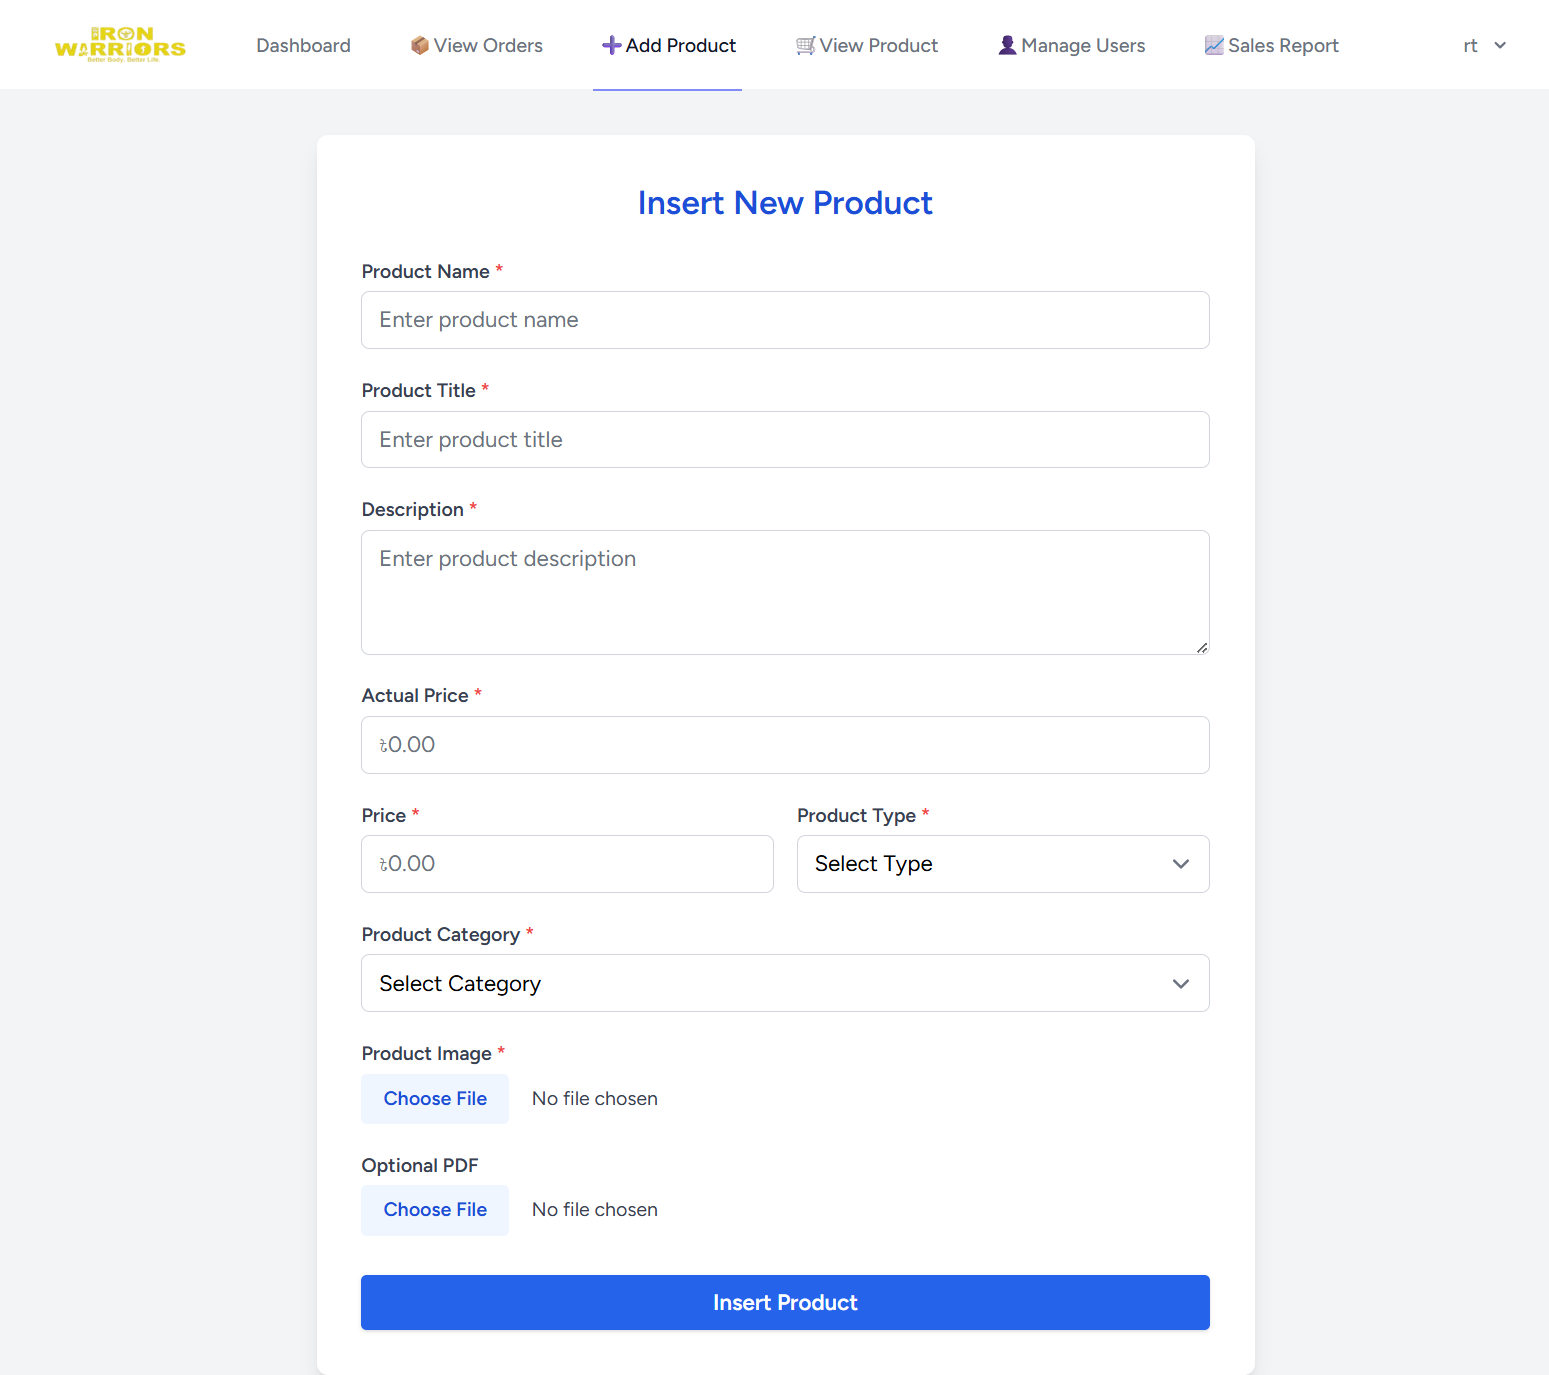 IRON
WARRIORS
Better Body. Better Life.
Dashboard
View Orders
Add Product
View Product
Manage Users
Sales Report
rt
Insert New Product
Product Name *
Enter product name
Product Title *
Enter product title
Description *
Enter product description
Actual Price *
৳0.00
Price *
Product Type *
৳0.00
Select Type
Product Category *
Select Category
Product Image *
Choose File No file chosen
Optional PDF
Choose File No file chosen
Insert Product